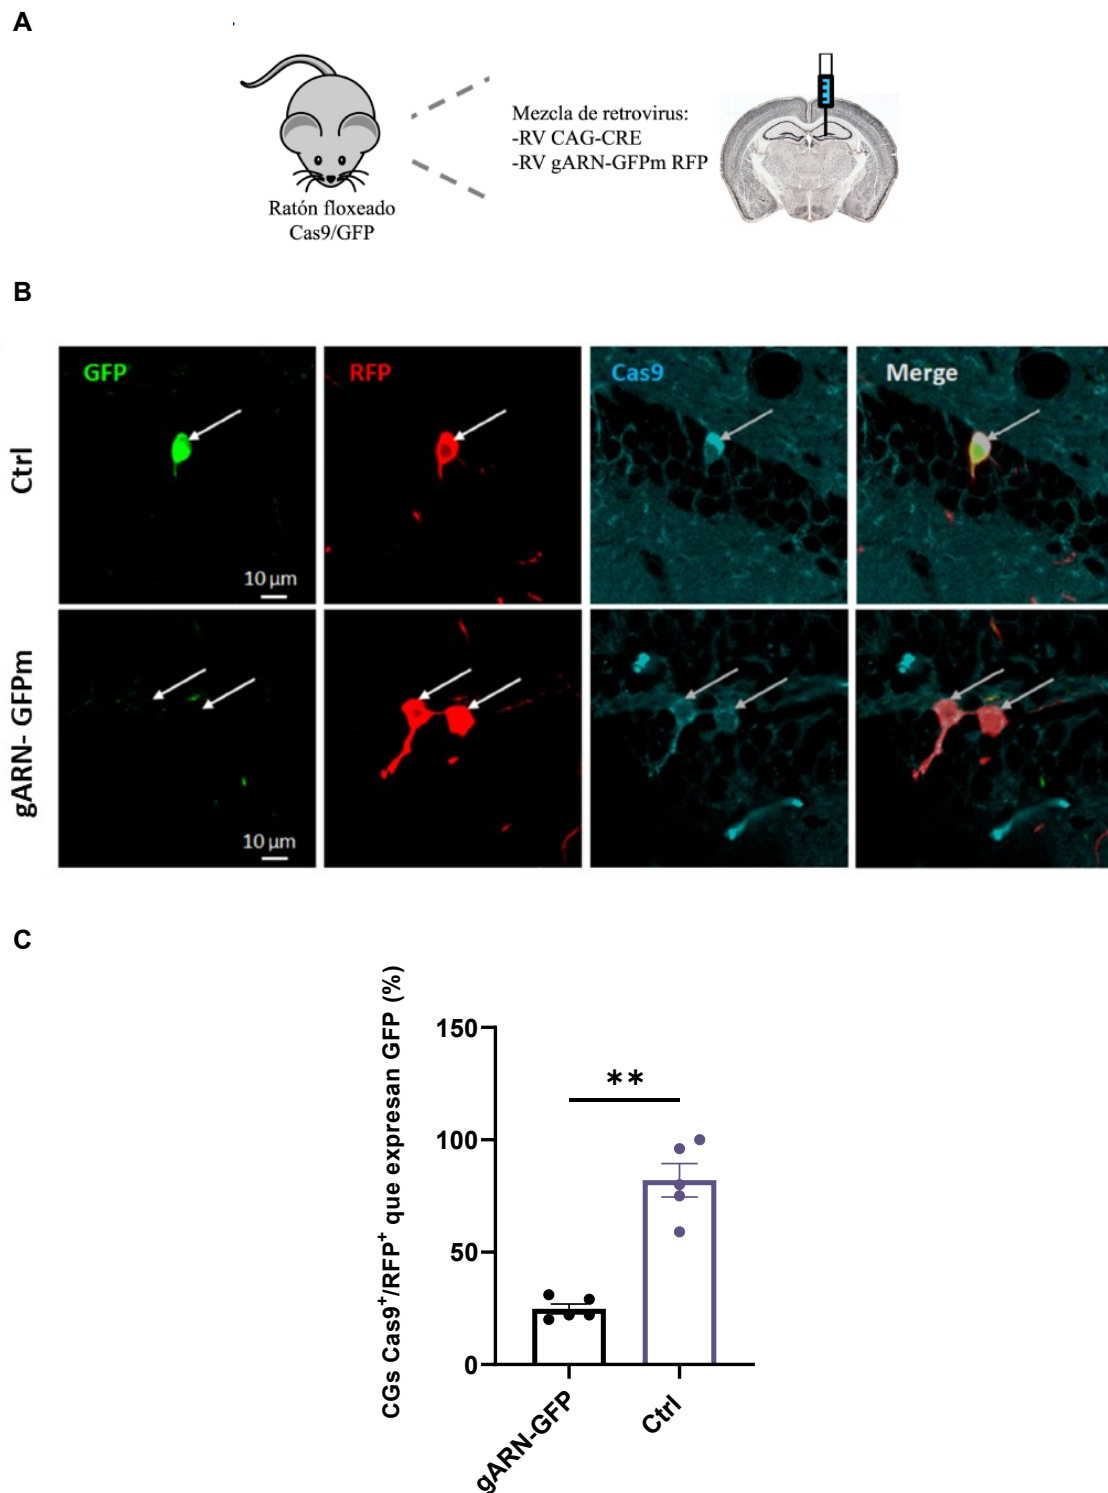 A
Mezcla de retrovirus:
-RV CAG-CRE
-RV gARN-GFPm RFP
Ratón floxeado
Cas9/GFP
B
GFP
RFP
Cas9
Merge
Ctrl
10 µm
gARN- GFPm
10 µm
C
CGs Cas9⁺/RFP⁺ que expresan GFP (%)
150
**
100
50
0
gARN-GFP
Ctrl